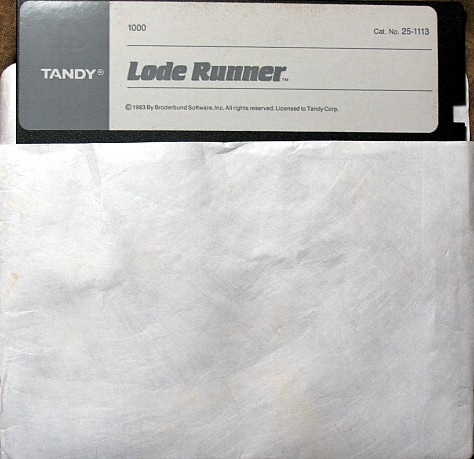 1000
Cat. No. 25-1113
TANDY®
Lode Runner™
© 1983 By Broderbund Software, Inc. All rights reserved. Licensed to Tandy Corp.